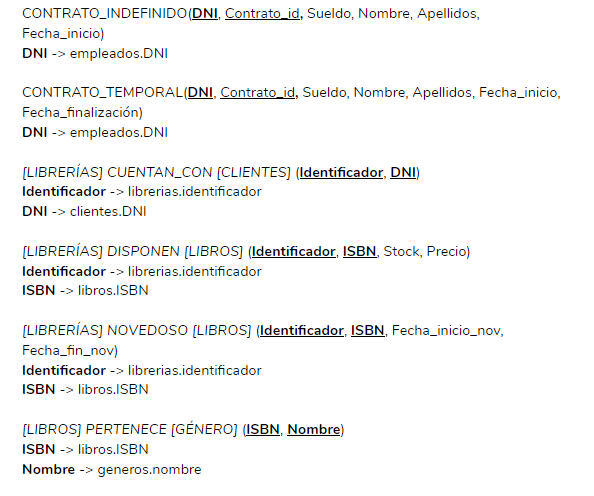 CONTRATO_INDEFINIDO(DNI, Contrato_id, Sueldo, Nombre, Apellidos,
Fecha_inicio)
DNI -> empleados.DNI
CONTRATO_TEMPORAL(DNI, Contrato_id, Sueldo, Nombre, Apellidos, Fecha_inicio,
Fecha_finalización)
DNI -> empleados.DNI
[LIBRERÍAS] CUENTAN_CON [CLIENTES] (Identificador, DNI)
Identificador -> librerias.identificador
DNI -> clientes.DNI
[LIBRERÍAS] DISPONEN [LIBROS] (Identificador, ISBN, Stock, Precio)
Identificador -> librerias.identificador
ISBN -> libros.ISBN
[LIBRERÍAS] NOVEDOSO [LIBROS] (Identificador, ISBN, Fecha_inicio_nov,
Fecha_fin_nov)
Identificador -> librerias.identificador
ISBN -> libros.ISBN
[LIBROS] PERTENECE [GÉNERO] (ISBN, Nombre)
ISBN -> libros.ISBN
Nombre -> generos.nombre